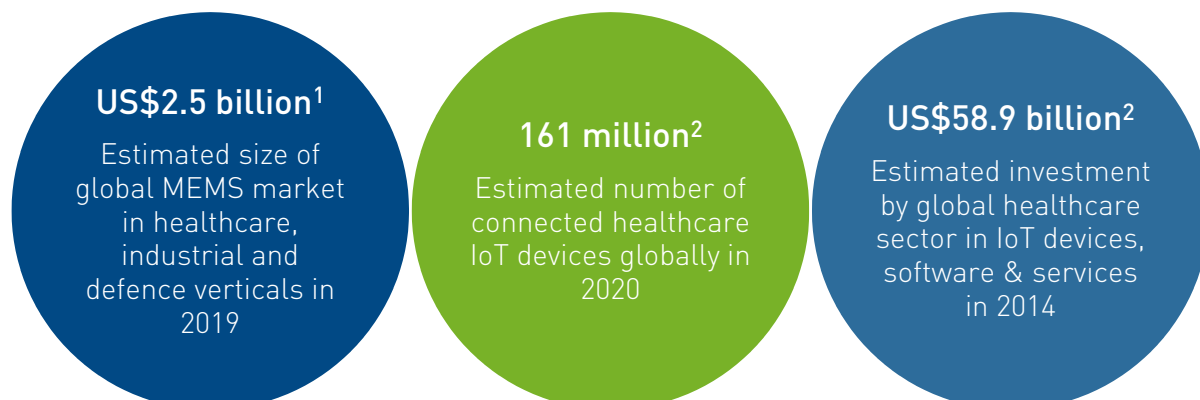 US$2.5 billion¹
Estimated size of
global MEMS market
in healthcare,
industrial and
defence verticals in
2019
161 million²
Estimated number of
connected healthcare
IoT devices globally in
2020
US$58.9 billion²
Estimated investment
by global healthcare
sector in IoT devices,
software & services
in 2014